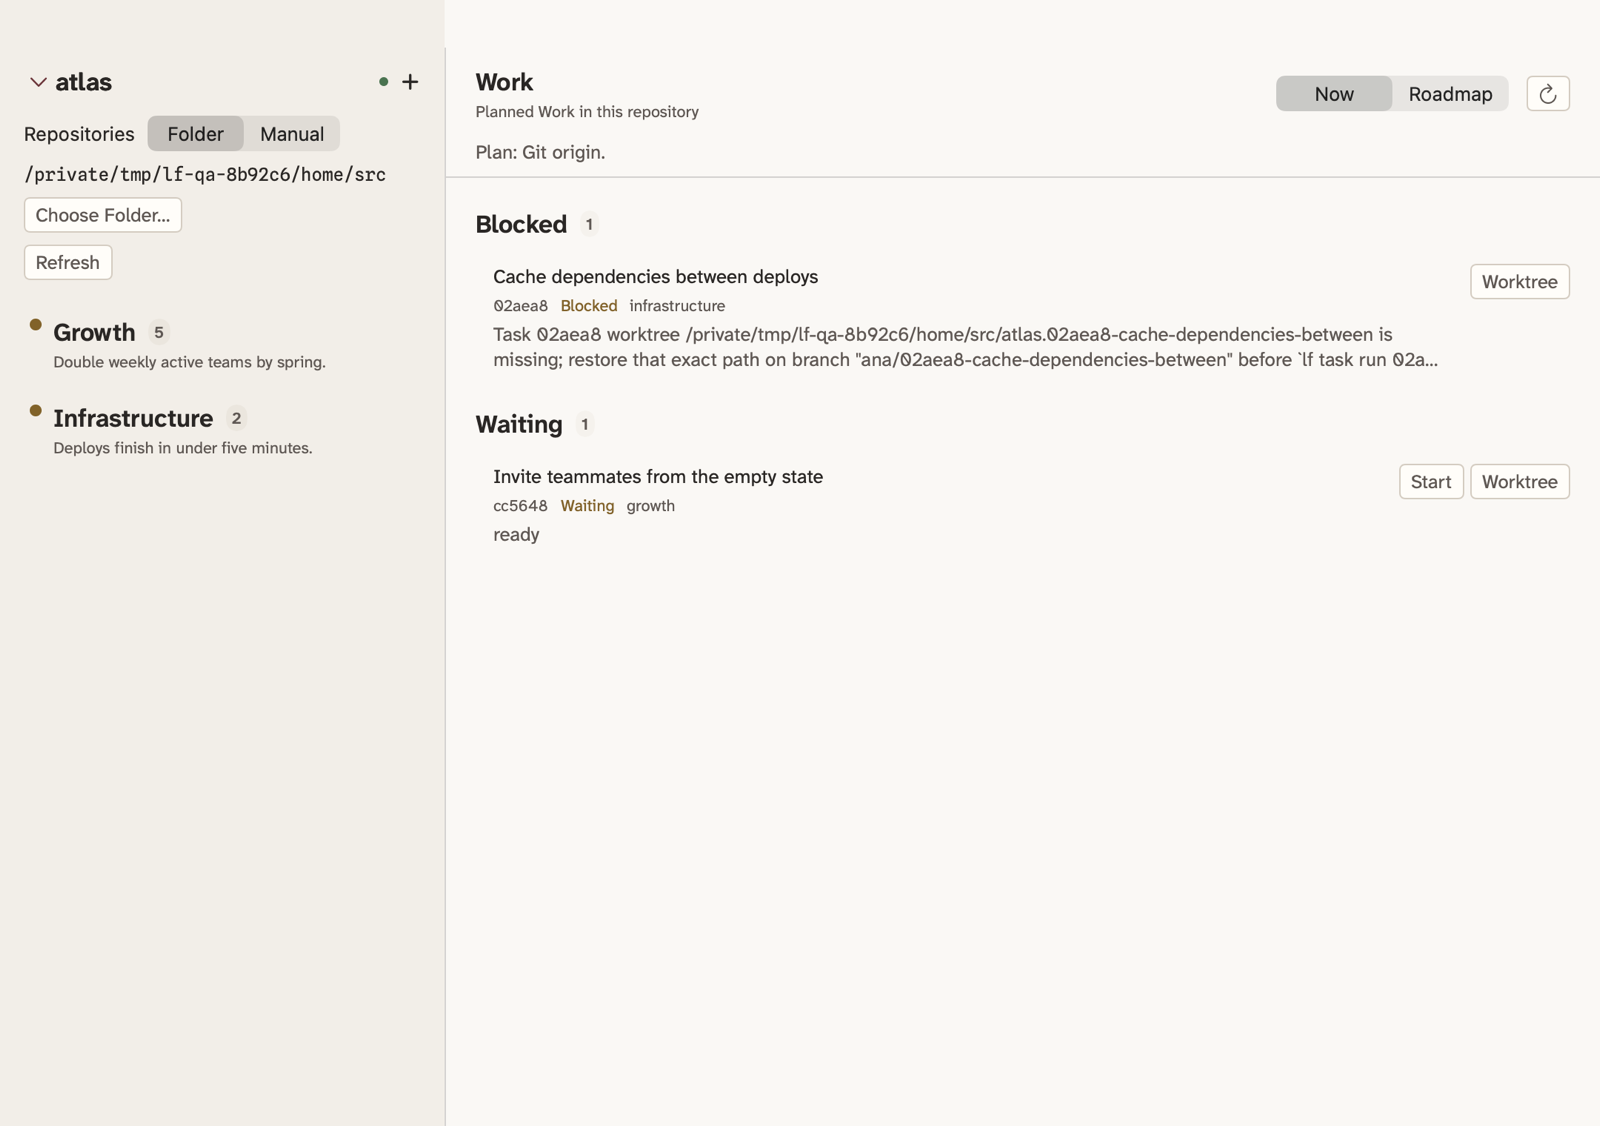 atlas
Repositories Folder Manual
/private/tmp/lf-qa-8b92c6/home/src
Choose Folder...
Refresh
Growth 5
Double weekly active teams by spring.
Infrastructure 2
Deploys finish in under five minutes.
Work
Planned Work in this repository
Plan: Git origin.
Now Roadmap
Blocked 1
Cache dependencies between deploys
02aea8 Blocked infrastructure
Task 02aea8 worktree /private/tmp/lf-qa-8b92c6/home/src/atlas.02aea8-cache-dependencies-between is
missing; restore that exact path on branch "ana/02aea8-cache-dependencies-between" before `lf task run 02a...
Worktree
Waiting 1
Invite teammates from the empty state
cc5648 Waiting growth
ready
Start Worktree